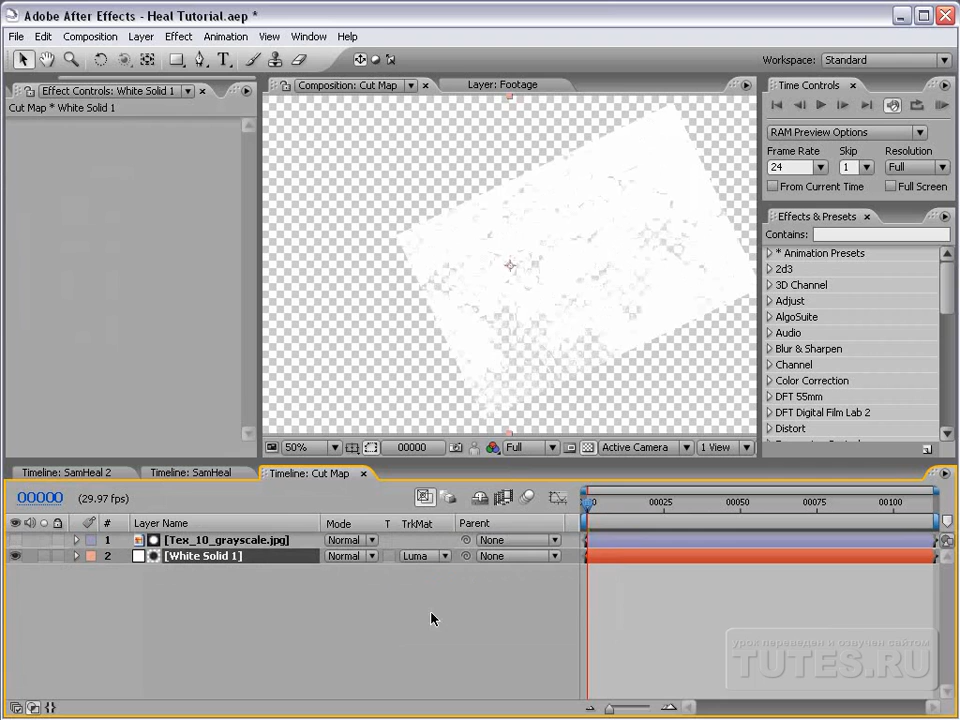 Adobe After Effects - Heal Tutorial.aep *
File Edit Composition Layer Effect Animation View Window Help
Workspace: Standard
Effect Controls: White Solid 1
Cut Map * White Solid 1
Composition: Cut Map
Layer: Footage
Time Controls
RAM Preview Options
Frame Rate Skip Resolution
24 1 Full
From Current Time Full Screen
Effects & Presets
Contains:
* Animation Presets
2d3
3D Channel
Adjust
AlgoSuite
Audio
Blur & Sharpen
Channel
Color Correction
DFT 55mm
DFT Digital Film Lab 2
Distort
50% 00000 Full Active Camera 1 View
Timeline: SamHeal 2 Timeline: SamHeal Timeline: Cut Map
00000 (29.97 fps)
00025 00050 00075 00100
# Layer Name Mode T TrkMat Parent
1 [Tex_10_grayscale.jpg] Normal None
2 [White Solid 1] Normal Luma None
урок переведен и озвучен сайтом
TUTES.RU